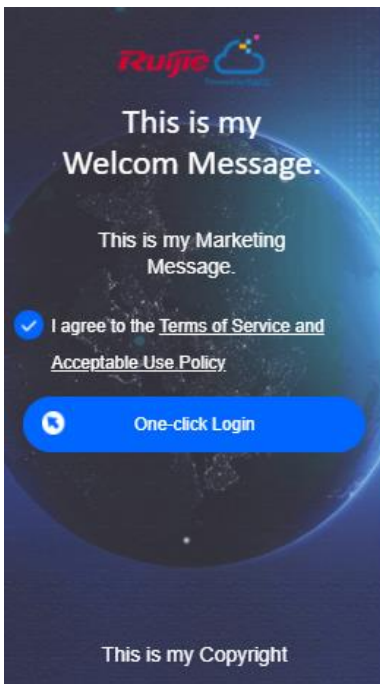 Ruijie
This is my
Welcom Message.
This is my Marketing
Message.
I agree to the Terms of Service and
Acceptable Use Policy
One-click Login
This is my Copyright